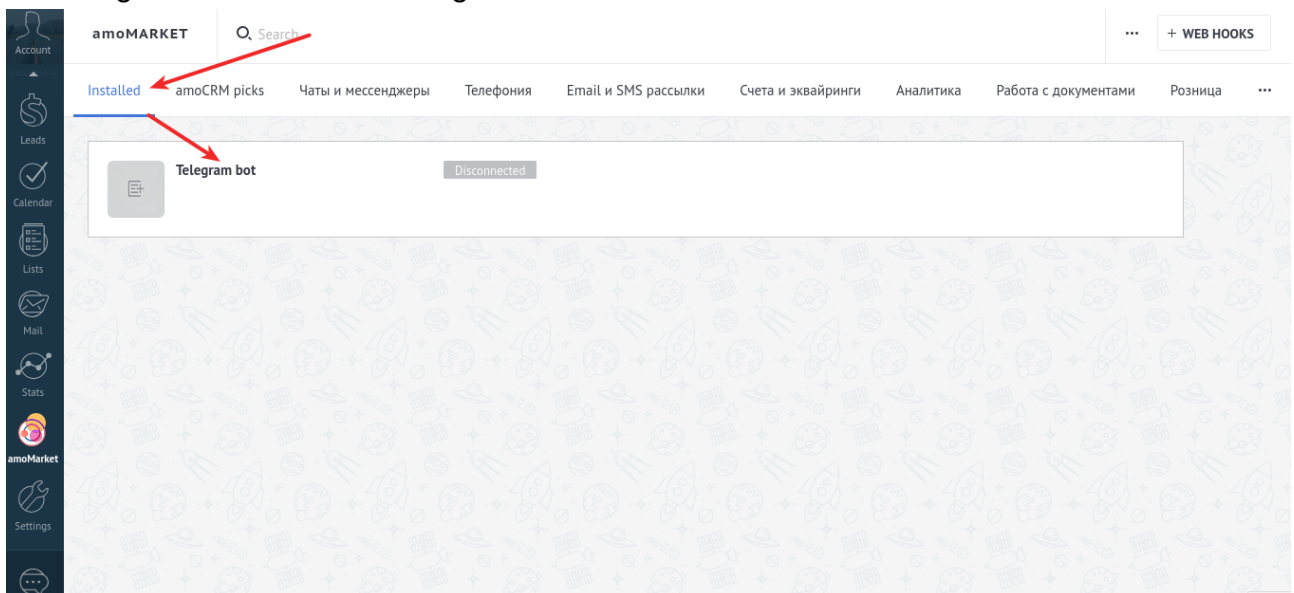 amoMARKET
Search
...
+ WEB HOOKS
Account
Installed
amoCRM picks
Чаты и мессенджеры
Телефония
Email и SMS рассылки
Счета и эквайринги
Аналитика
Работа с документами
Розница
...
Telegram bot
Disconnected
Leads
Calendar
Lists
Mail
Stats
amoMarket
Settings